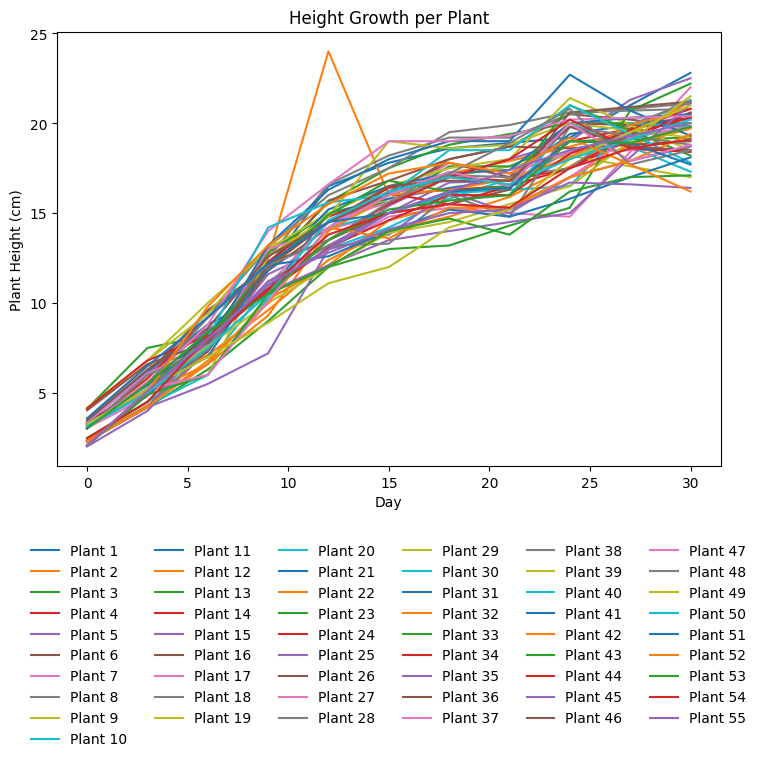 Height Growth per Plant
25
20
15
10
5
Plant Height (cm)
0 5 10 15 20 25 30
Day
Plant 1 Plant 11 Plant 20 Plant 29 Plant 38 Plant 47
Plant 2 Plant 12 Plant 21 Plant 30 Plant 39 Plant 48
Plant 3 Plant 13 Plant 22 Plant 31 Plant 40 Plant 49
Plant 4 Plant 14 Plant 23 Plant 32 Plant 41 Plant 50
Plant 5 Plant 15 Plant 24 Plant 33 Plant 42 Plant 51
Plant 6 Plant 16 Plant 25 Plant 34 Plant 43 Plant 52
Plant 7 Plant 17 Plant 26 Plant 35 Plant 44 Plant 53
Plant 8 Plant 18 Plant 27 Plant 36 Plant 45 Plant 54
Plant 9 Plant 19 Plant 28 Plant 37 Plant 46 Plant 55
Plant 10